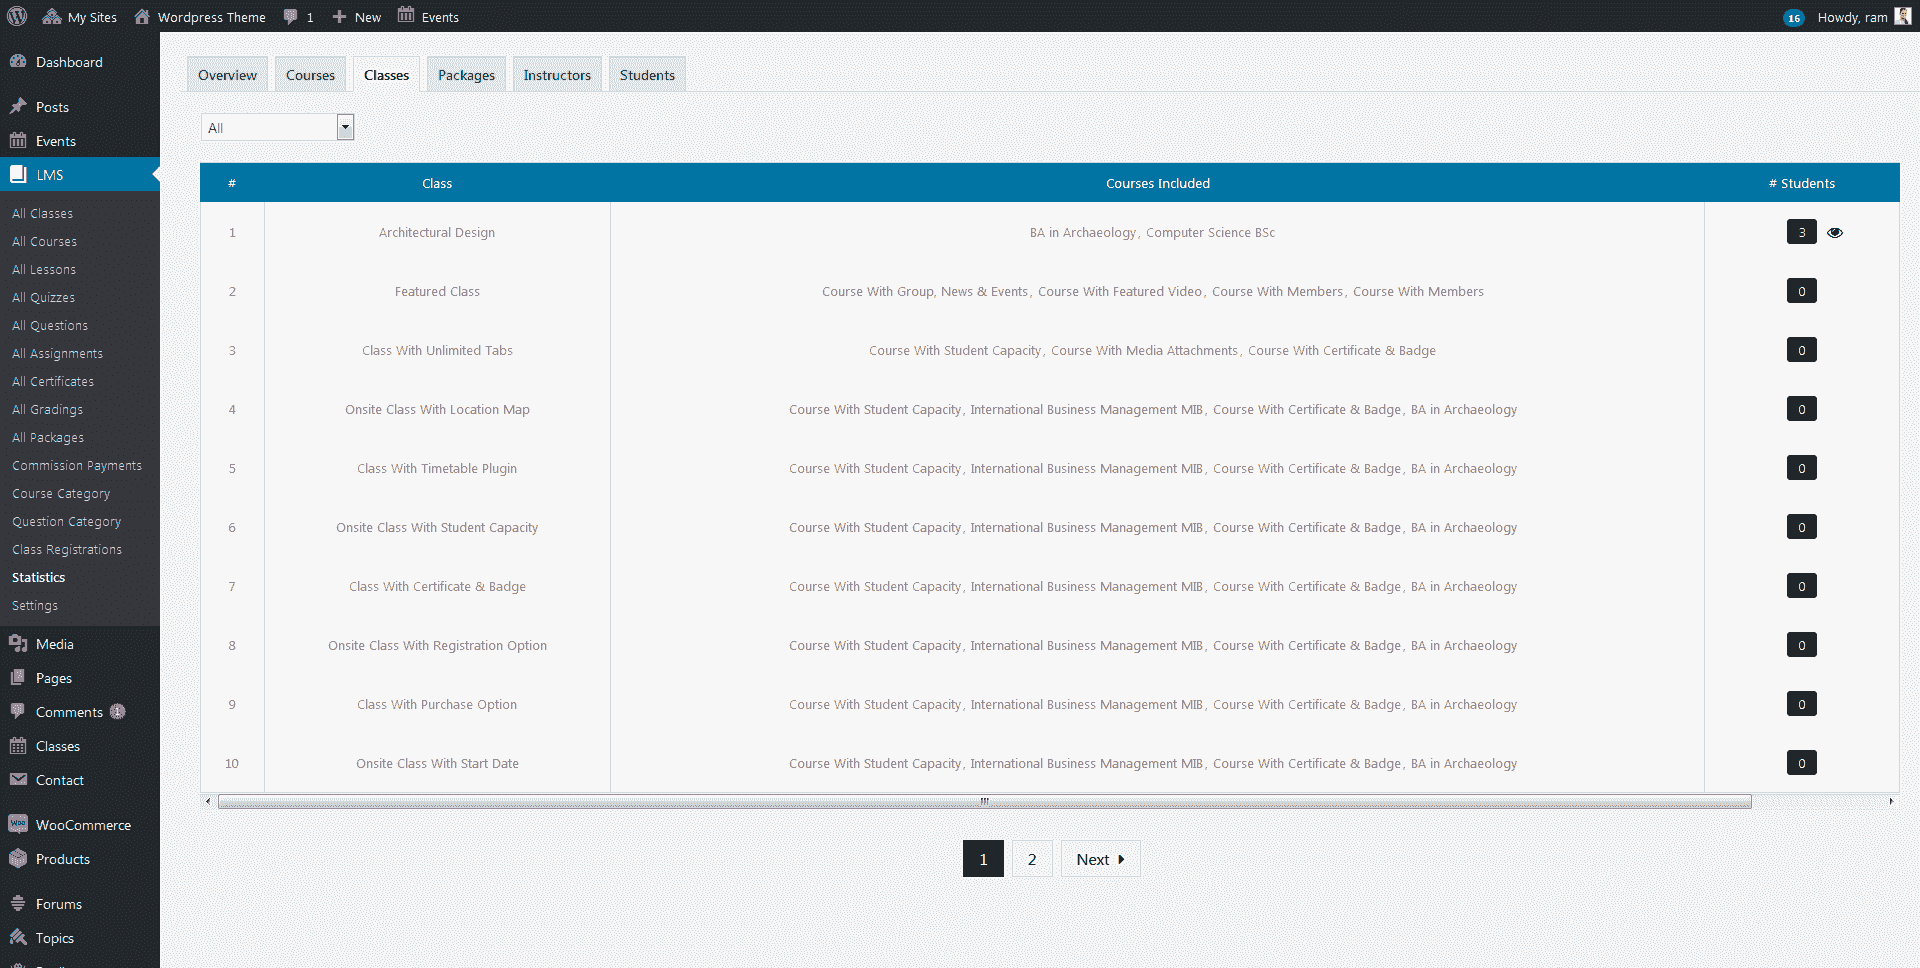 My Sites Wordpress Theme 1 New Events 16 Howdy, ram
Dashboard
Posts
Events
LMS
All Classes
All Courses
All Lessons
All Quizzes
All Questions
All Assignments
All Certificates
All Gradings
All Packages
Commission Payments
Course Category
Question Category
Class Registrations
Statistics
Settings
Media
Pages
Comments 1
Classes
Contact
WooCommerce
Products
Forums
Topics
Overview Courses Classes Packages Instructors Students
All
# Class Courses Included # Students
1 Architectural Design BA in Archaeology, Computer Science BSc 3
2 Featured Class Course With Group, News & Events, Course With Featured Video, Course With Members, Course With Members 0
3 Class With Unlimited Tabs Course With Student Capacity, Course With Media Attachments, Course With Certificate & Badge 0
4 Onsite Class With Location Map Course With Student Capacity, International Business Management MIB, Course With Certificate & Badge, BA in Archaeology 0
5 Class With Timetable Plugin Course With Student Capacity, International Business Management MIB, Course With Certificate & Badge, BA in Archaeology 0
6 Onsite Class With Student Capacity Course With Student Capacity, International Business Management MIB, Course With Certificate & Badge, BA in Archaeology 0
7 Class With Certificate & Badge Course With Student Capacity, International Business Management MIB, Course With Certificate & Badge, BA in Archaeology 0
8 Onsite Class With Registration Option Course With Student Capacity, International Business Management MIB, Course With Certificate & Badge, BA in Archaeology 0
9 Class With Purchase Option Course With Student Capacity, International Business Management MIB, Course With Certificate & Badge, BA in Archaeology 0
10 Onsite Class With Start Date Course With Student Capacity, International Business Management MIB, Course With Certificate & Badge, BA in Archaeology 0
1 2 Next